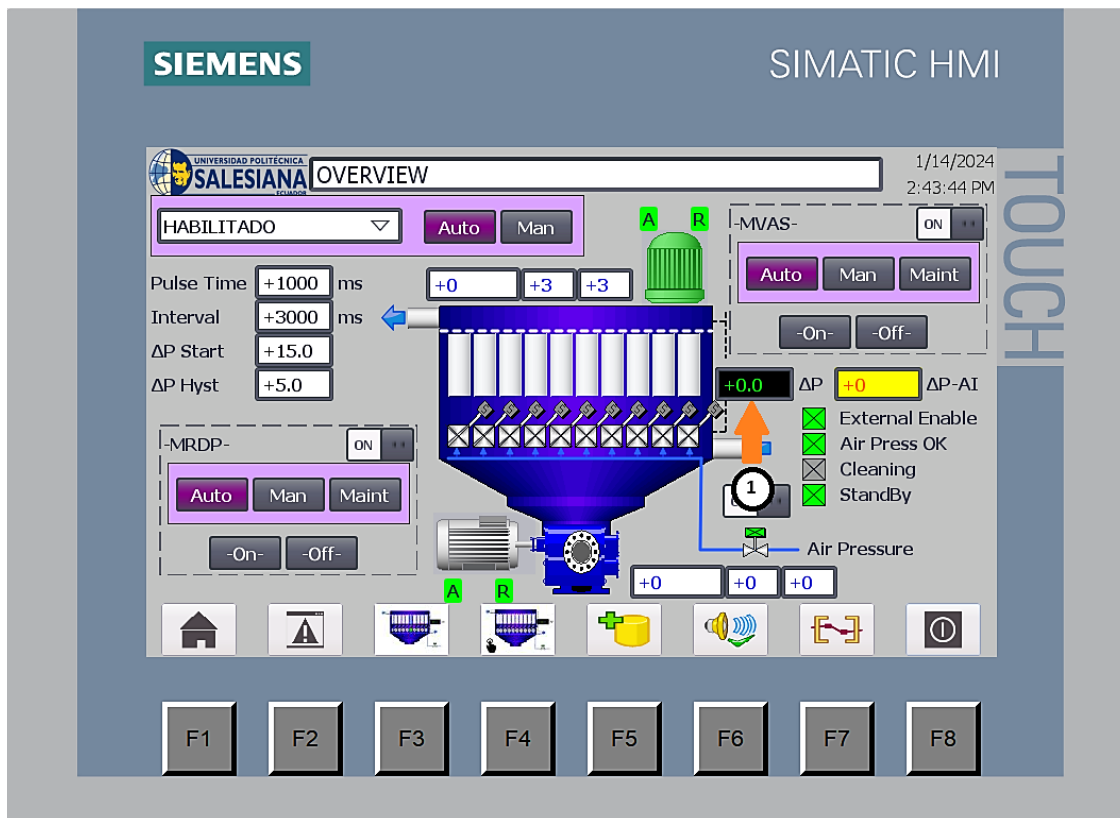 SIEMENS
SIMATIC HMI
TOUCH
UNIVERSIDAD POLITÉCNICA
SALESIANA
ECUADOR
OVERVIEW
1/14/2024
2:43:44 PM
HABILITADO
Auto Man
A R
-MVAS-
ON
Auto Man Maint
-On- -Off-
Pulse Time +1000 ms
Interval +3000 ms
ΔP Start +15.0
ΔP Hyst +5.0
+0 +3 +3
+0.0 ΔP +0 ΔP-AI
External Enable
Air Press OK
Cleaning
StandBy
1
-MRDP-
ON
Auto Man Maint
-On- -Off-
Air Pressure
A R
+0 +0 +0
F1 F2 F3 F4 F5 F6 F7 F8